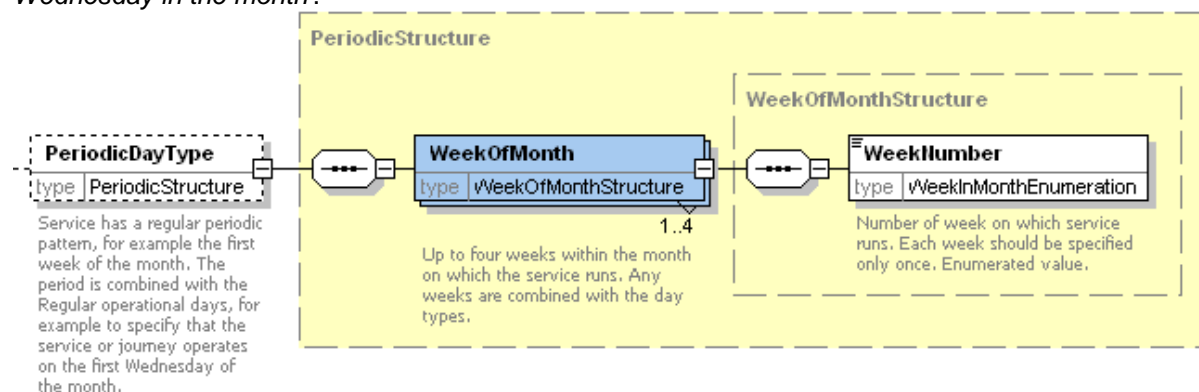 Wednesday in the month'.
PeriodicStructure
WeekOfMonthStructure
PeriodicDayType
type PeriodicStructure
Service has a regular periodic
pattern, for example the first
week of the month. The
period is combined with the
Regular operational days, for
example to specify that the
service or journey operates
on the first Wednesday of
the month.
WeekOfMonth
type WeekOfMonthStructure
1..4
Up to four weeks within the month
on which the service runs. Any
weeks are combined with the day
types.
WeekNumber
type WeekInMonthEnumeration
Number of week on which service
runs. Each week should be specified
only once. Enumerated value.